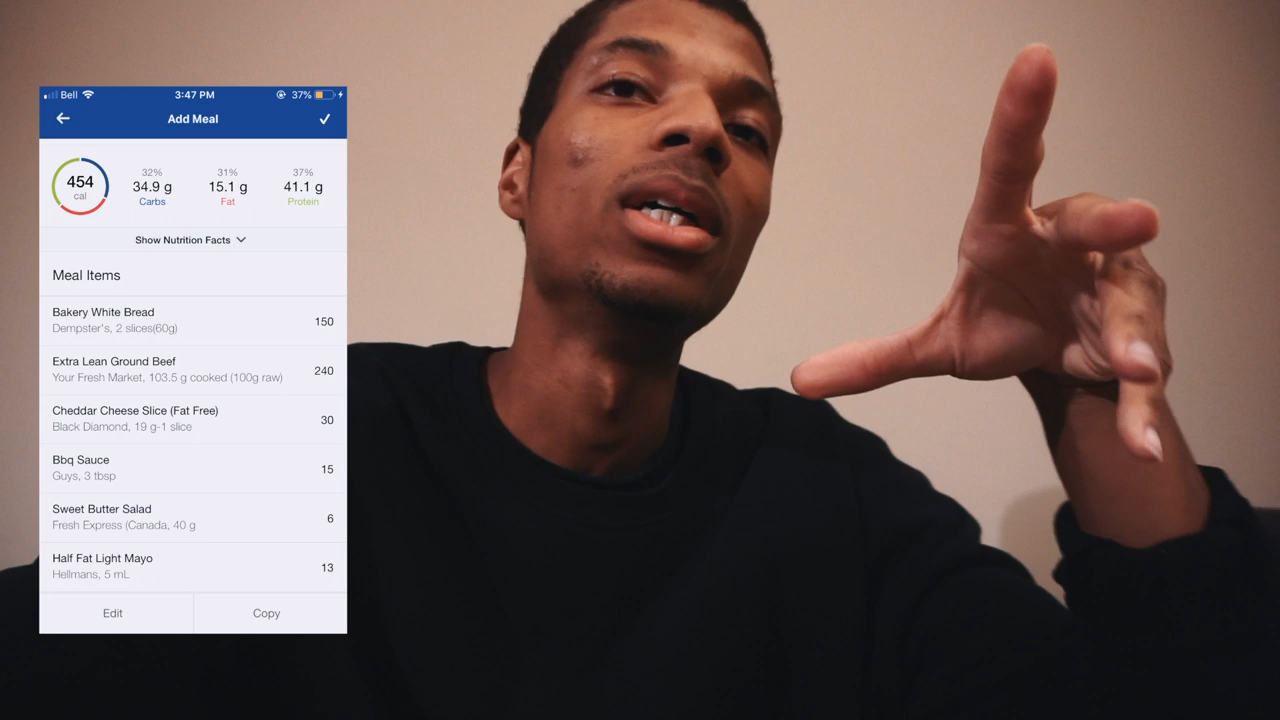 Bell 3:47 PM 37%
Add Meal
32% 31% 37%
454 34.9 g 15.1 g 41.1 g
cal Carbs Fat Protein
Show Nutrition Facts
Meal Items
Bakery White Bread
Dempster's, 2 slices(60g) 150
Extra Lean Ground Beef
Your Fresh Market, 103.5 g cooked (100g raw) 240
Cheddar Cheese Slice (Fat Free)
Black Diamond, 19 g-1 slice 30
Bbq Sauce
Guys, 3 tbsp 15
Sweet Butter Salad
Fresh Express (Canada, 40 g 6
Half Fat Light Mayo
Hellmans, 5 mL 13
Edit Copy